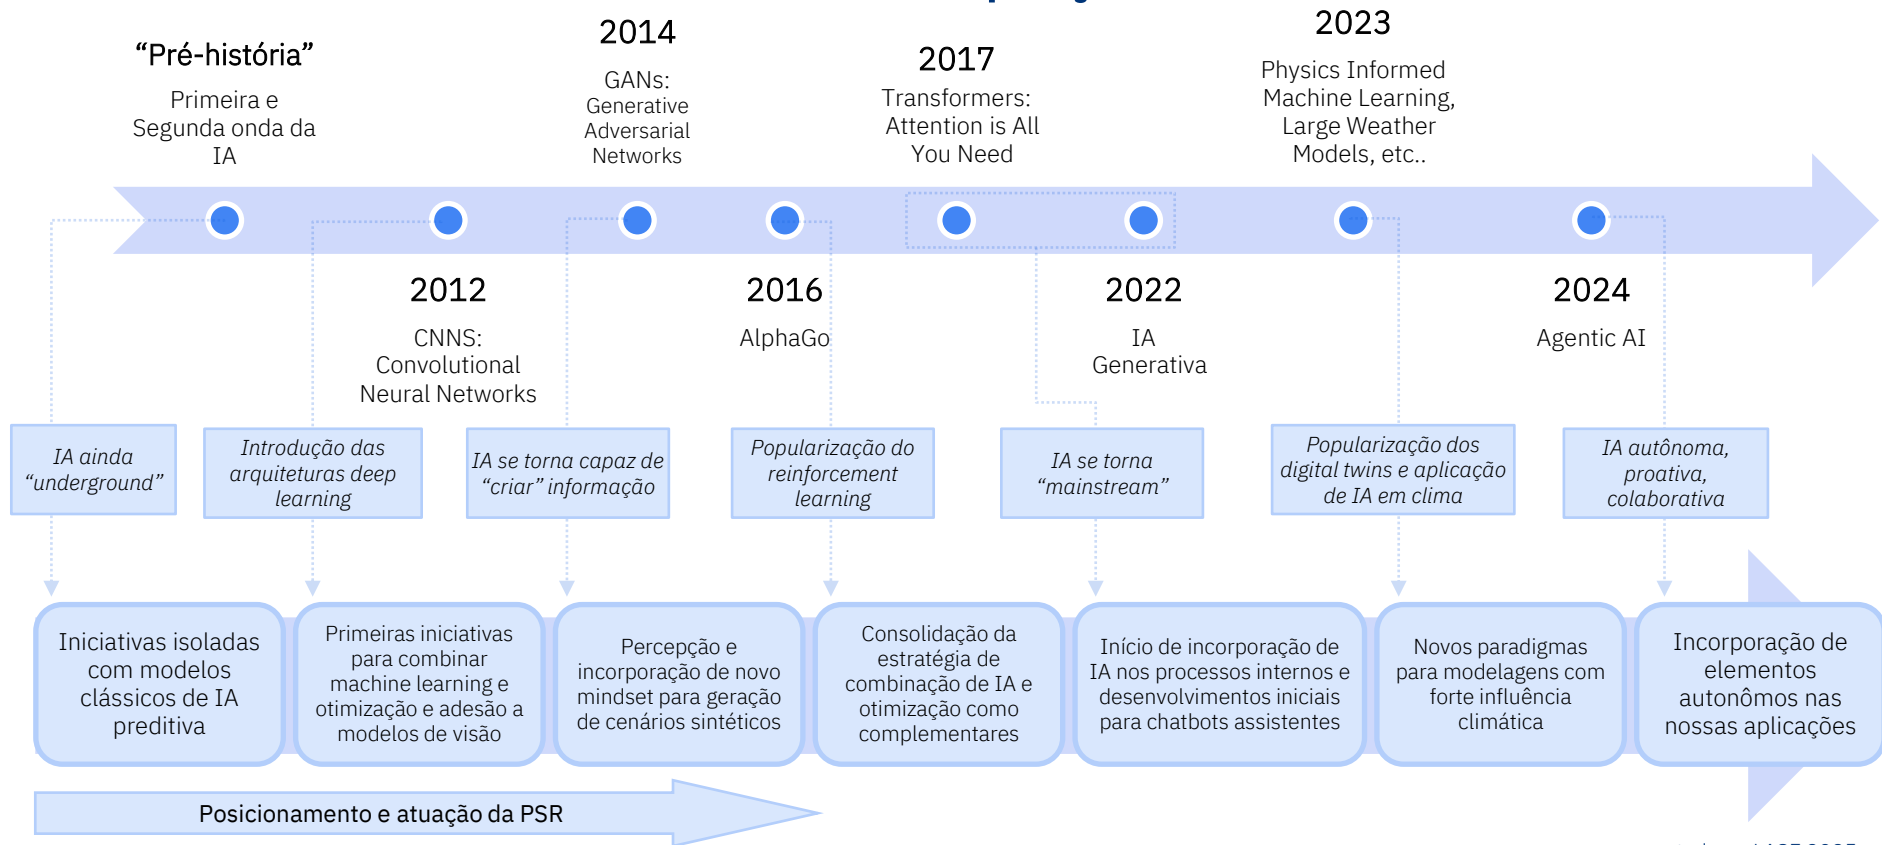 “Pré-história”
Primeira e
Segunda onda da
IA
2014
GANs:
Generative
Adversarial
Networks
2017
Transformers:
Attention is All
You Need
2023
Physics Informed
Machine Learning,
Large Weather
Models, etc..
2012
CNNS:
Convolutional
Neural Networks
2016
AlphaGo
2022
IA
Generativa
2024
Agentic AI
IA ainda
“underground”
Introdução das
arquiteturas deep
learning
IA se torna capaz de
“criar” informação
Popularização do
reinforcement
learning
IA se torna
“mainstream”
Popularização dos
digital twins e aplicação
de IA em clima
IA autônoma,
proativa,
colaborativa
Iniciativas isoladas
com modelos
clássicos de IA
preditiva
Primeiras iniciativas
para combinar
machine learning e
otimização e adesão a
modelos de visão
Percepção e
incorporação de novo
mindset para geração
de cenários sintéticos
Consolidação da
estratégia de
combinação de IA e
otimização como
complementares
Início de incorporação de
IA nos processos internos e
desenvolvimentos iniciais
para chatbots assistentes
Novos paradigmas
para modelagens com
forte influência
climática
Incorporação de
elementos
autonômos nas
nossas aplicações
Posicionamento e atuação da PSR